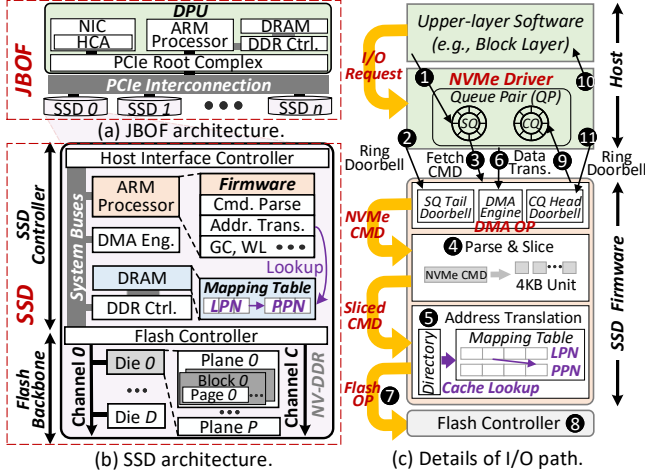 JBOF
DPU
NIC
HCA
ARM
Processor
DRAM
DDR Ctrl.
PCIe Root Complex
PCIe Interconnection
SSD 0
SSD 1
SSD n
(a) JBOF architecture.
SSD
SSD
Controller
Flash
Backbone
Host Interface Controller
System Buses
ARM
Processor
DMA Eng.
DRAM
DDR Ctrl.
Firmware
Cmd. Parse
Addr. Trans.
GC, WL
Lookup
Mapping Table
LPN
PPN
Flash Controller
Channel 0
Die 0
Die D
Plane 0
Block 0
Page 0
Plane P
Channel C
NV-DDR
(b) SSD architecture.
Upper-layer Software
(e.g., Block Layer)
I/O
Request
1
10
NVMe Driver
Queue Pair (QP)
SQ
CQ
Host
2
3
6
9
11
Ring
Doorbell
Fetch
CMD
Data
Trans.
Ring
Doorbell
SQ Tail
Doorbell
DMA
Engine
CQ Head
Doorbell
DMA OP
NVMe
CMD
4 Parse & Slice
NVMe CMD
4KB Unit
Sliced
CMD
5 Address Translation
Directory
Mapping Table
LPN
PPN
Cache Lookup
Flash
OP
7
Flash Controller 8
SSD Firmware
(c) Details of I/O path.